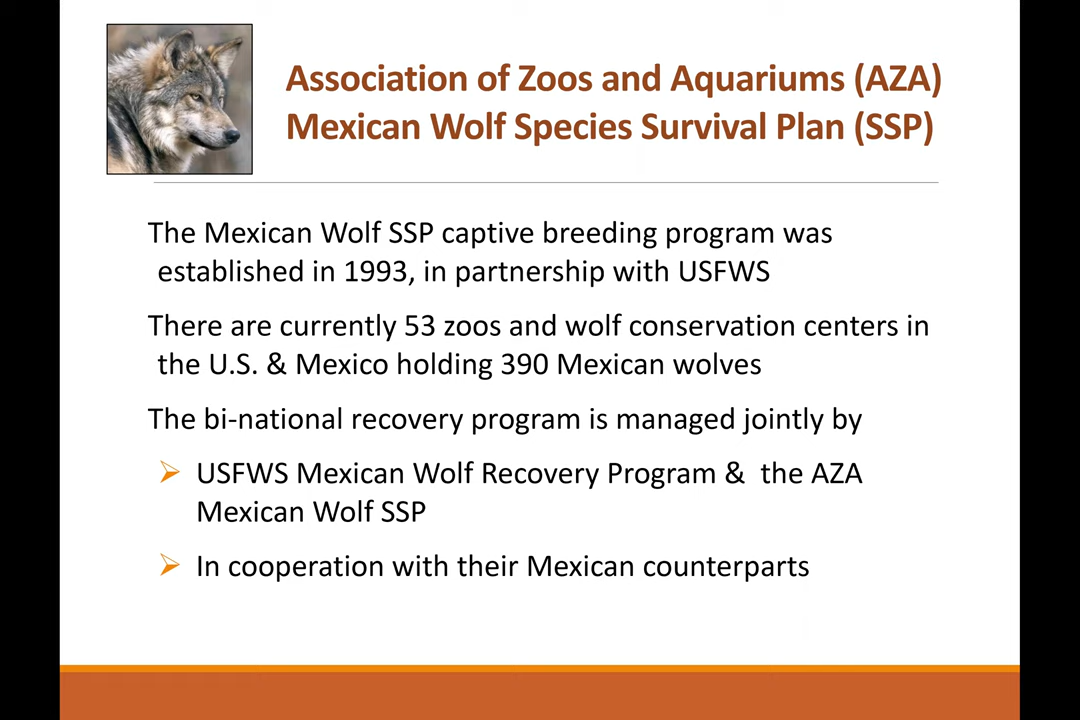 Association of Zoos and Aquariums (AZA)
Mexican Wolf Species Survival Plan (SSP)
The Mexican Wolf SSP captive breeding program was
established in 1993, in partnership with USFWS
There are currently 53 zoos and wolf conservation centers in
the U.S. & Mexico holding 390 Mexican wolves
The bi-national recovery program is managed jointly by
USFWS Mexican Wolf Recovery Program & the AZA
Mexican Wolf SSP
In cooperation with their Mexican counterparts